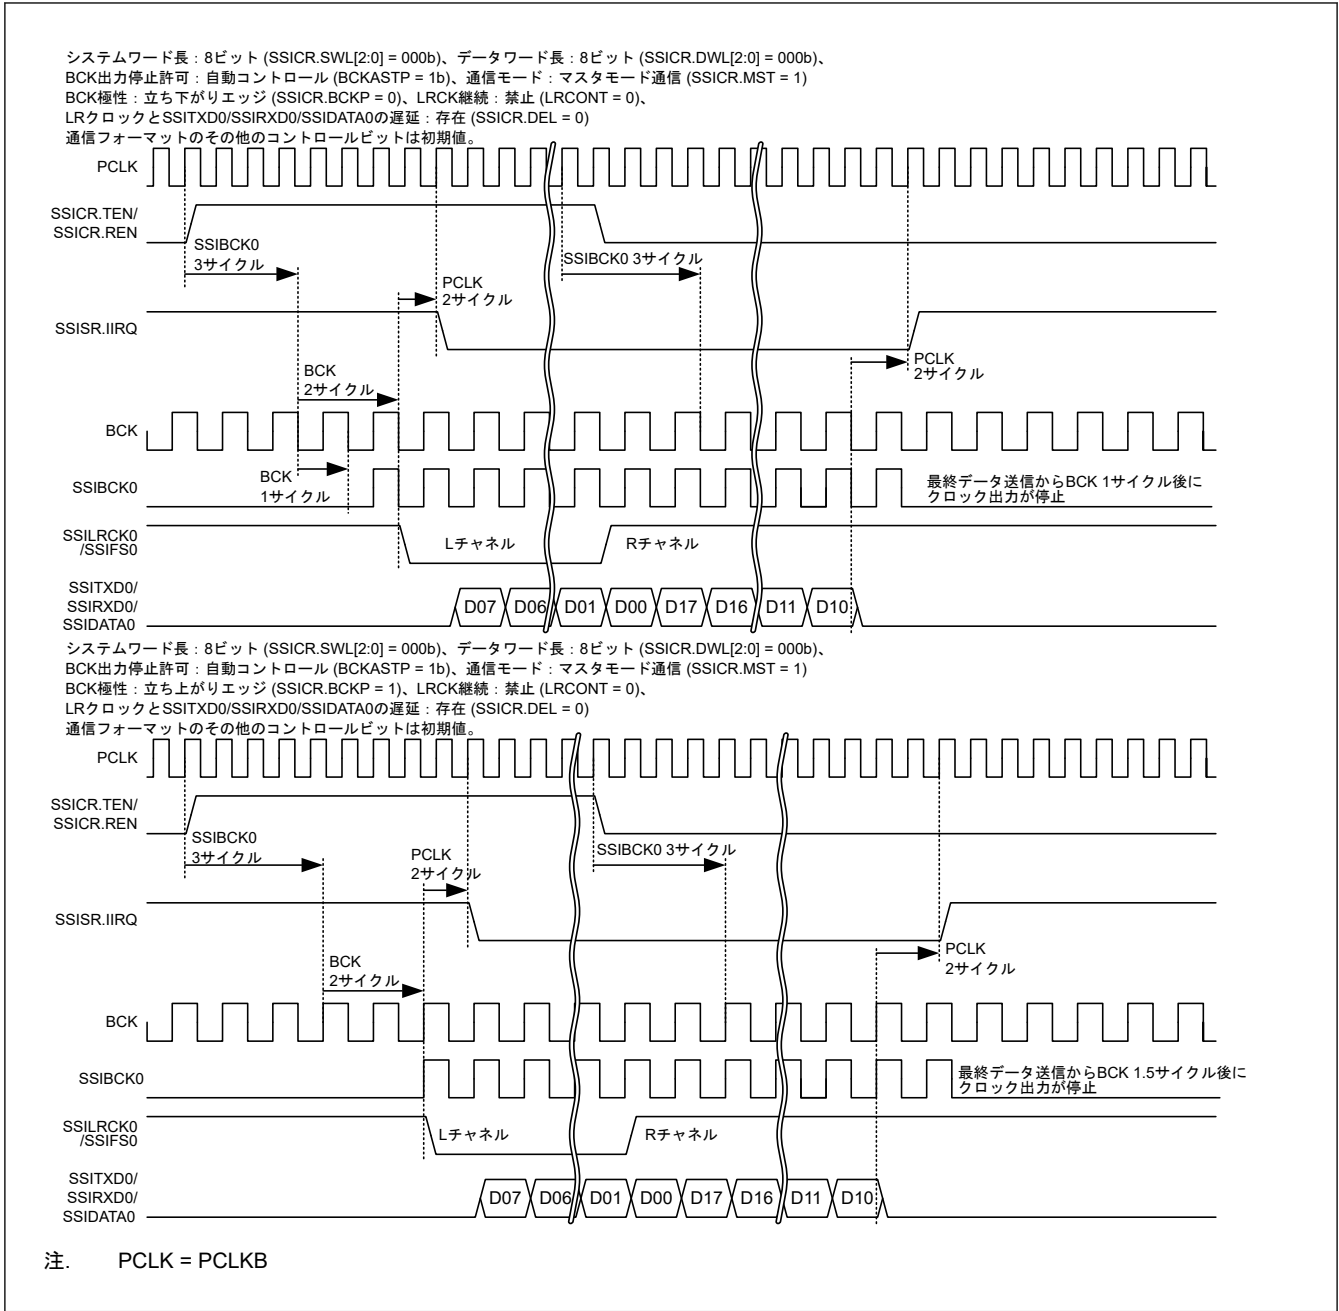 システムワード長：8ビット (SSICR.SWL[2:0] = 000b)、データワード長：8ビット (SSICR.DWL[2:0] = 000b)、
BCK出力停止許可：自動コントロール (BCKASTP = 1b)、通信モード：マスタモード通信 (SSICR.MST = 1)
BCK極性：立ち下がりエッジ (SSICR.BCKP = 0)、LRCK継続：禁止 (LRCONT = 0)、
LRクロックとSSITXD0/SSIRXD0/SSIDATA0の遅延：存在 (SSICR.DEL = 0)
通信フォーマットのその他のコントロールビットは初期値。
PCLK
SSICR.TEN/
SSICR.REN
SSIBCK0
3サイクル
SSIBCK0 3サイクル
PCLK
2サイクル
SSISR.IIRQ
PCLK
2サイクル
BCK
2サイクル
BCK
BCK
1サイクル
SSIBCK0
最終データ送信からBCK 1サイクル後に
クロック出力が停止
SSILRCK0
/SSIFS0
Lチャネル
Rチャネル
SSITXD0/
SSIRXD0/
SSIDATA0
D07 D06 D01 D00 D17 D16 D11 D10
システムワード長：8ビット (SSICR.SWL[2:0] = 000b)、データワード長：8ビット (SSICR.DWL[2:0] = 000b)、
BCK出力停止許可：自動コントロール (BCKASTP = 1b)、通信モード：マスタモード通信 (SSICR.MST = 1)
BCK極性：立ち上がりエッジ (SSICR.BCKP = 1)、LRCK継続：禁止 (LRCONT = 0)、
LRクロックとSSITXD0/SSIRXD0/SSIDATA0の遅延：存在 (SSICR.DEL = 0)
通信フォーマットのその他のコントロールビットは初期値。
PCLK
SSICR.TEN/
SSICR.REN
SSIBCK0
3サイクル
PCLK
2サイクル
SSIBCK0 3サイクル
SSISR.IIRQ
PCLK
2サイクル
BCK
2サイクル
BCK
SSIBCK0
最終データ送信からBCK 1.5サイクル後に
クロック出力が停止
SSILRCK0
/SSIFS0
Lチャネル
Rチャネル
SSITXD0/
SSIRXD0/
SSIDATA0
D07 D06 D01 D00 D17 D16 D11 D10
注. PCLK = PCLKB